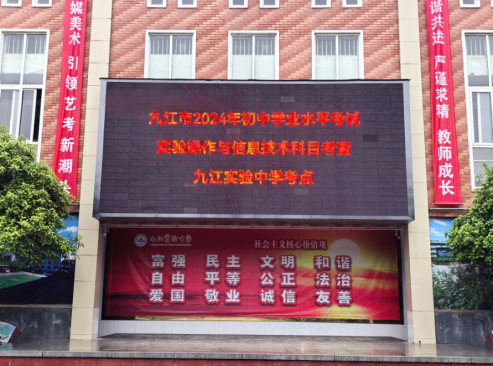 媒美术 引领艺考新潮
谐共进 严谨求精 教师成长
九江市2024年初中学业水平考试
实验操作与信息技术科目考查
九江实验中学考点
社会主义核心价值观
富强 民主 文明 和谐
自由 平等 公正 法治
爱国 敬业 诚信 友善